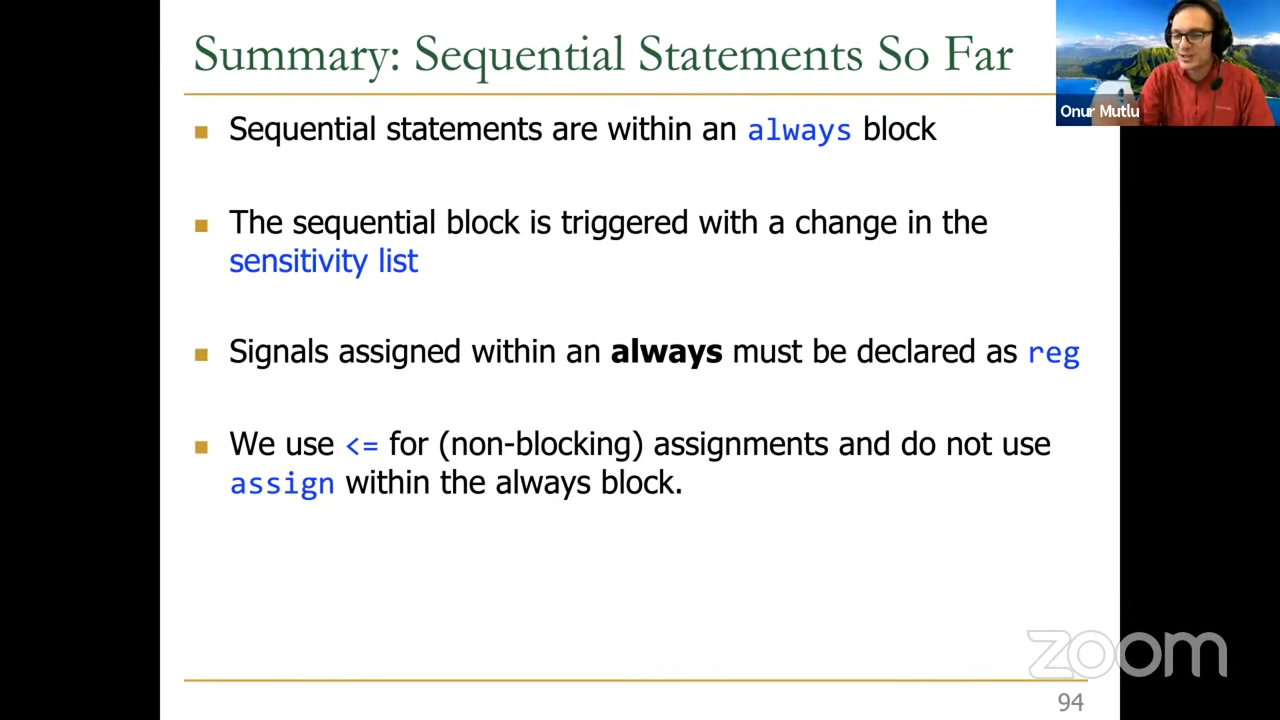 Summary: Sequential Statements So Far
Onur Mutlu
Sequential statements are within an always block
The sequential block is triggered with a change in the
sensitivity list
Signals assigned within an always must be declared as reg
We use <= for (non-blocking) assignments and do not use
assign within the always block.
zoom
94